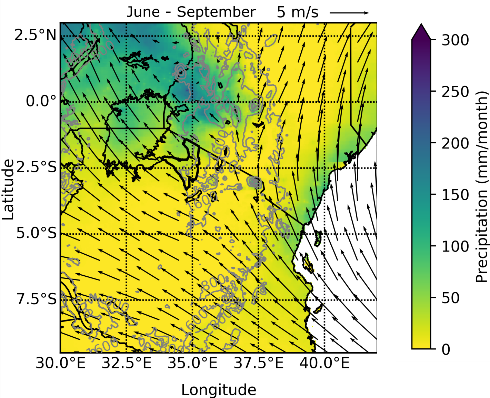 June - September 5 m/s
2.5°N
0.0°
2.5°S
5.0°S
7.5°S
Latitude
30.0°E 32.5°E 35.0°E 37.5°E 40.0°E
Longitude
300
250
200
150
100
50
0
Precipitation (mm/month)